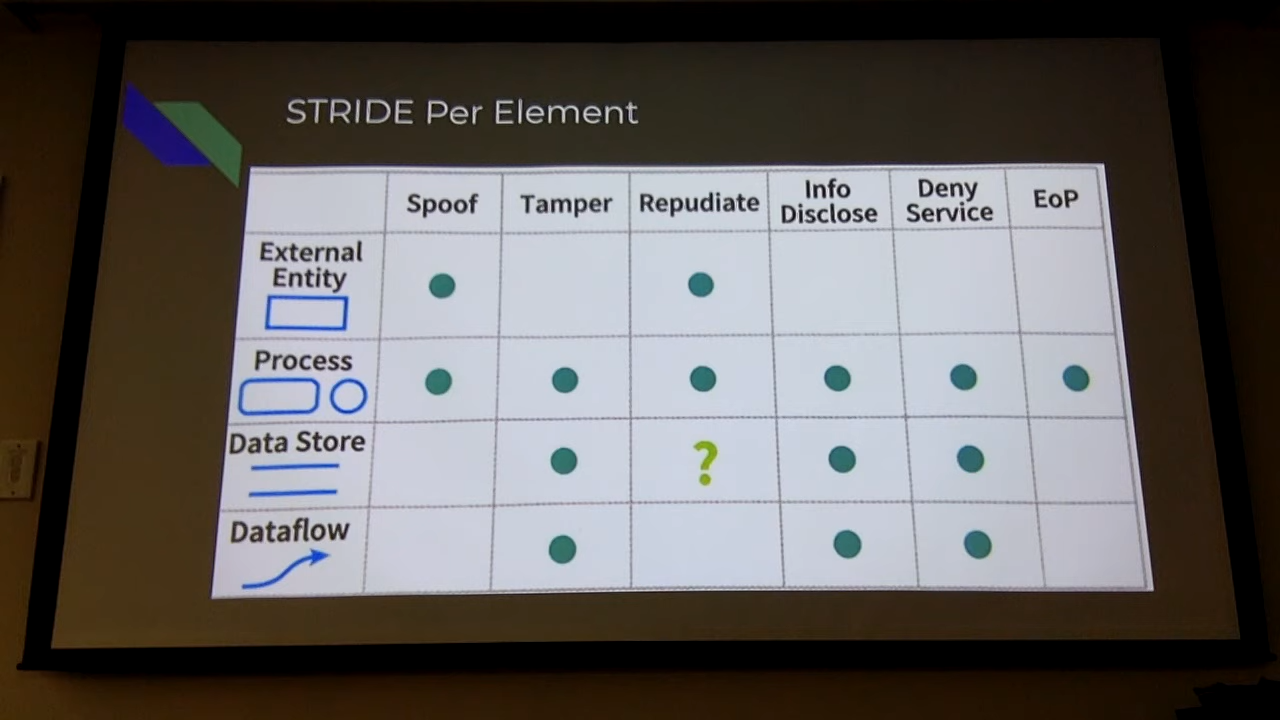 STRIDE Per Element
Spoof
Tamper
Repudiate
Info
Disclose
Deny
Service
EoP
External
Entity
Process
Data Store
?
Dataflow